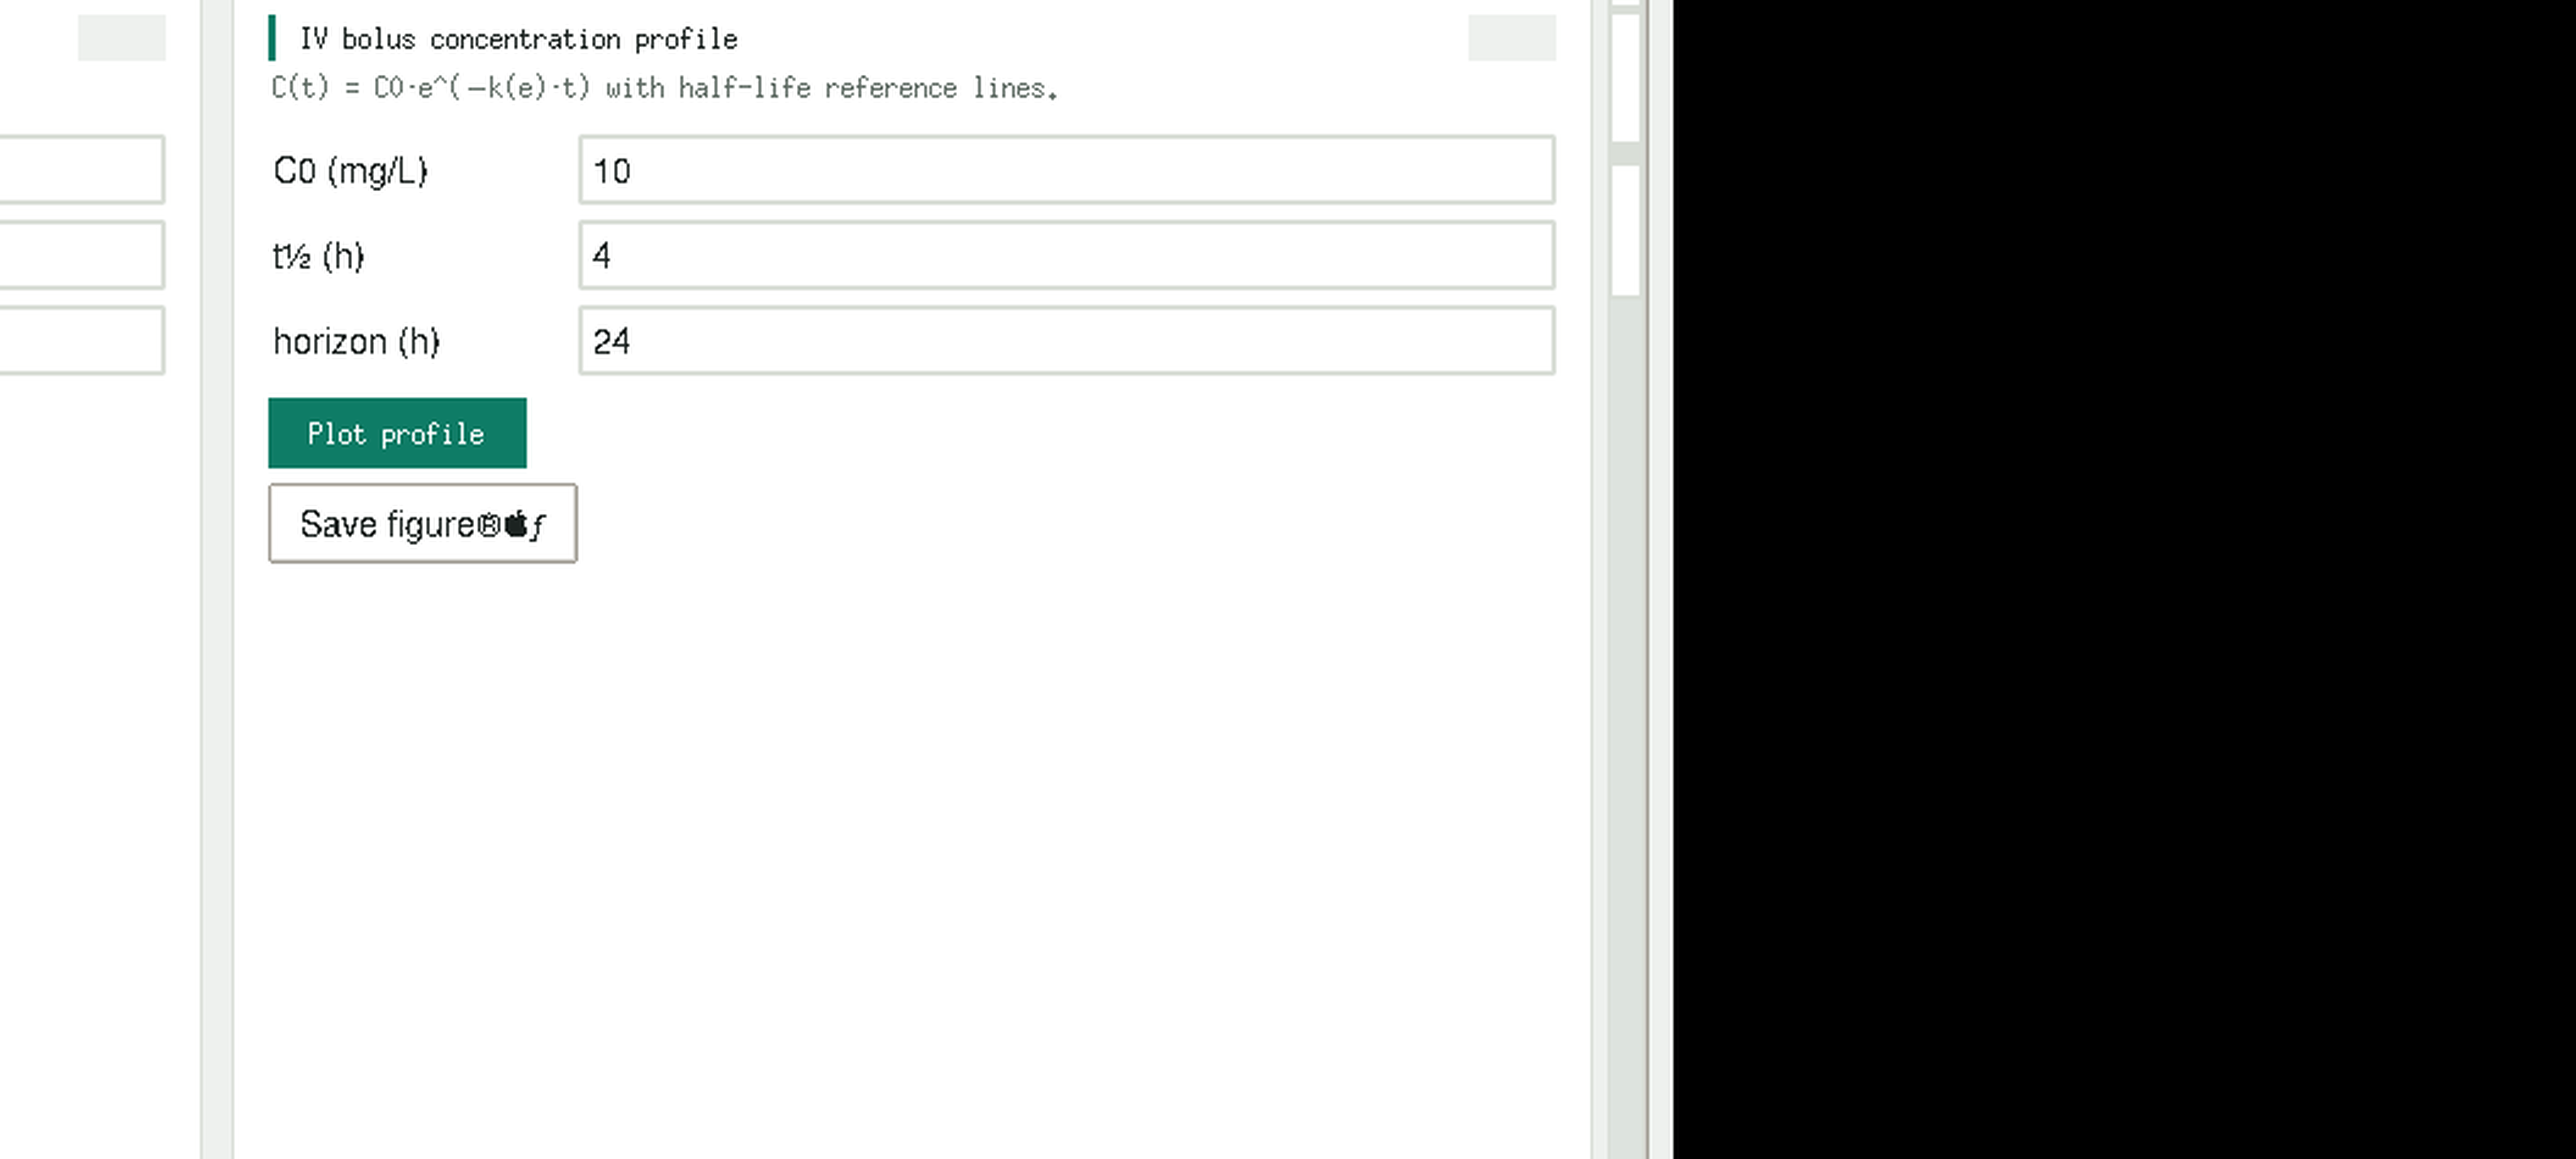 IV bolus concentration profile
C(t) = C0·e^(−k(e)·t) with half-life reference lines.
C0 (mg/L) 10
t½ (h) 4
horizon (h) 24
Plot profile
Save figure®ƒ